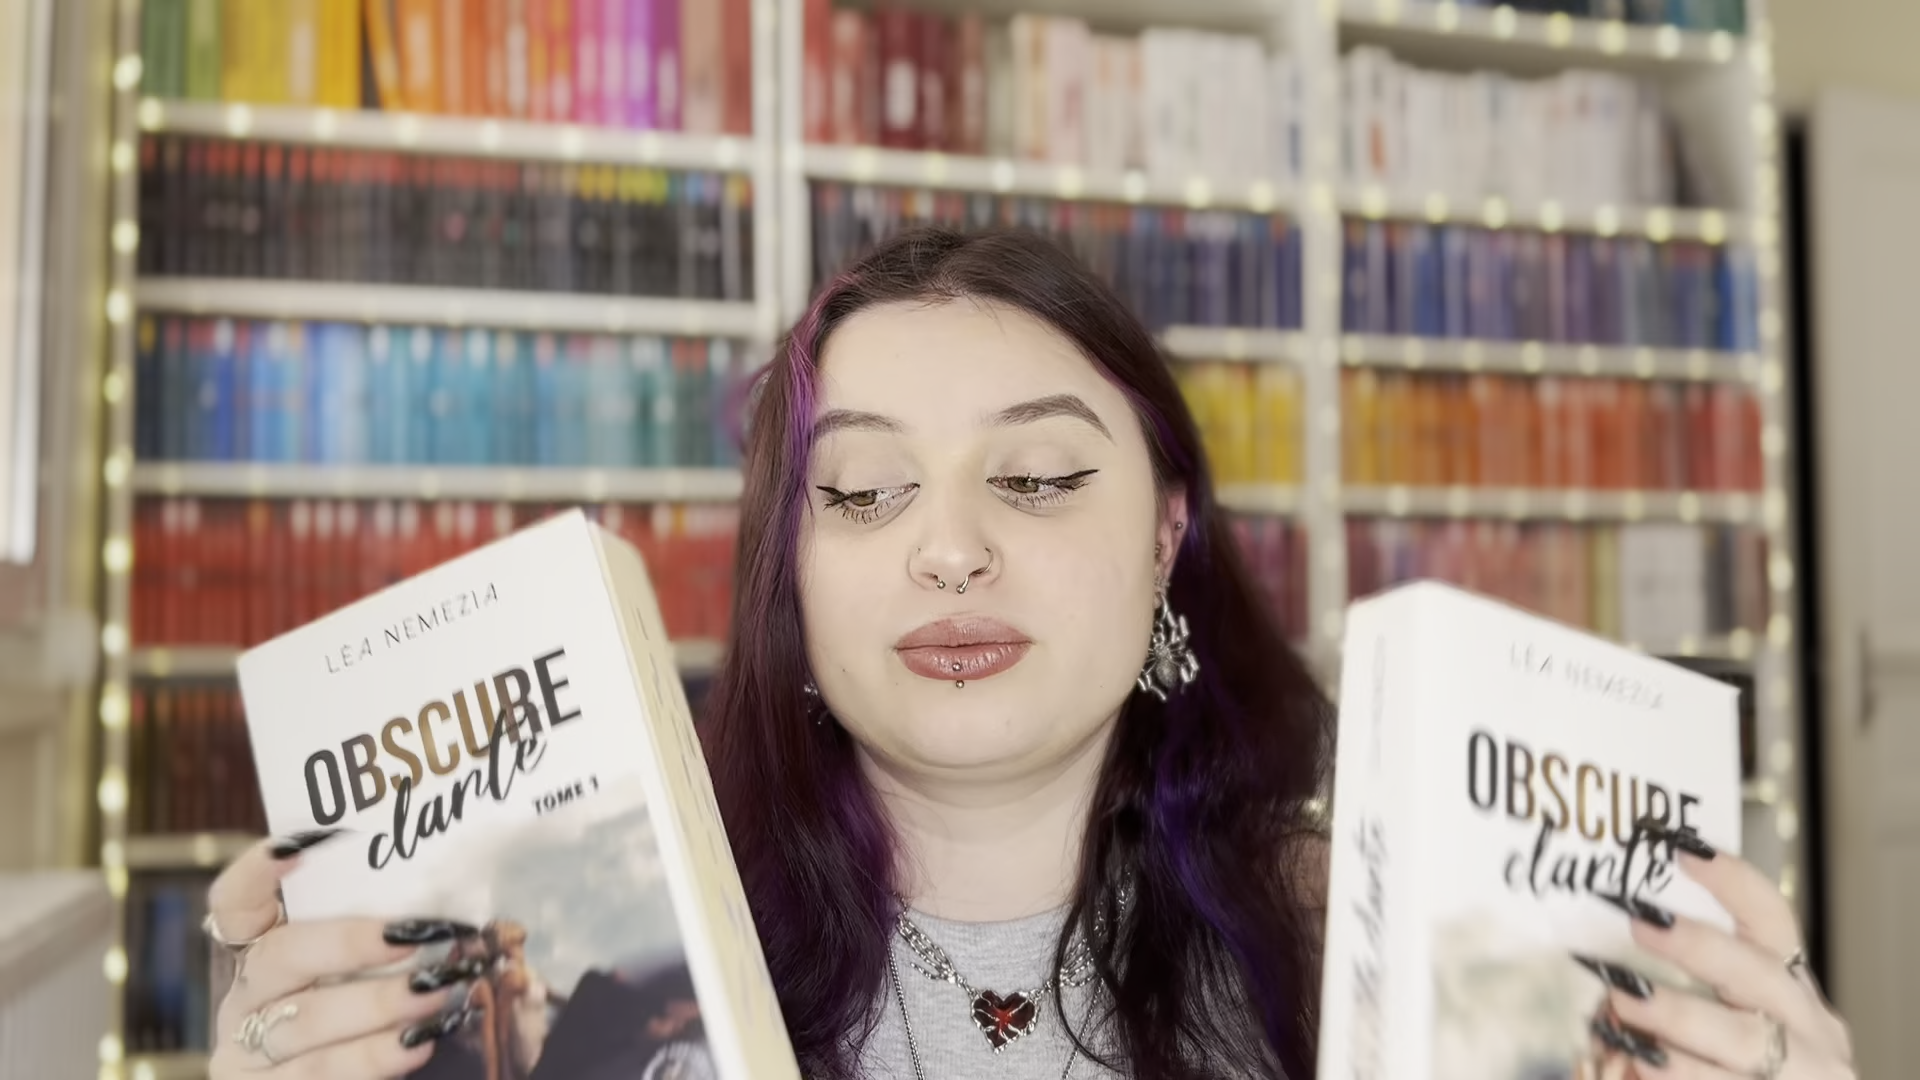 LÉA NEMEZIA
OBSCURE
clarté
TOME 1
LÉA NEMEZIA
OBSCURE
clarté